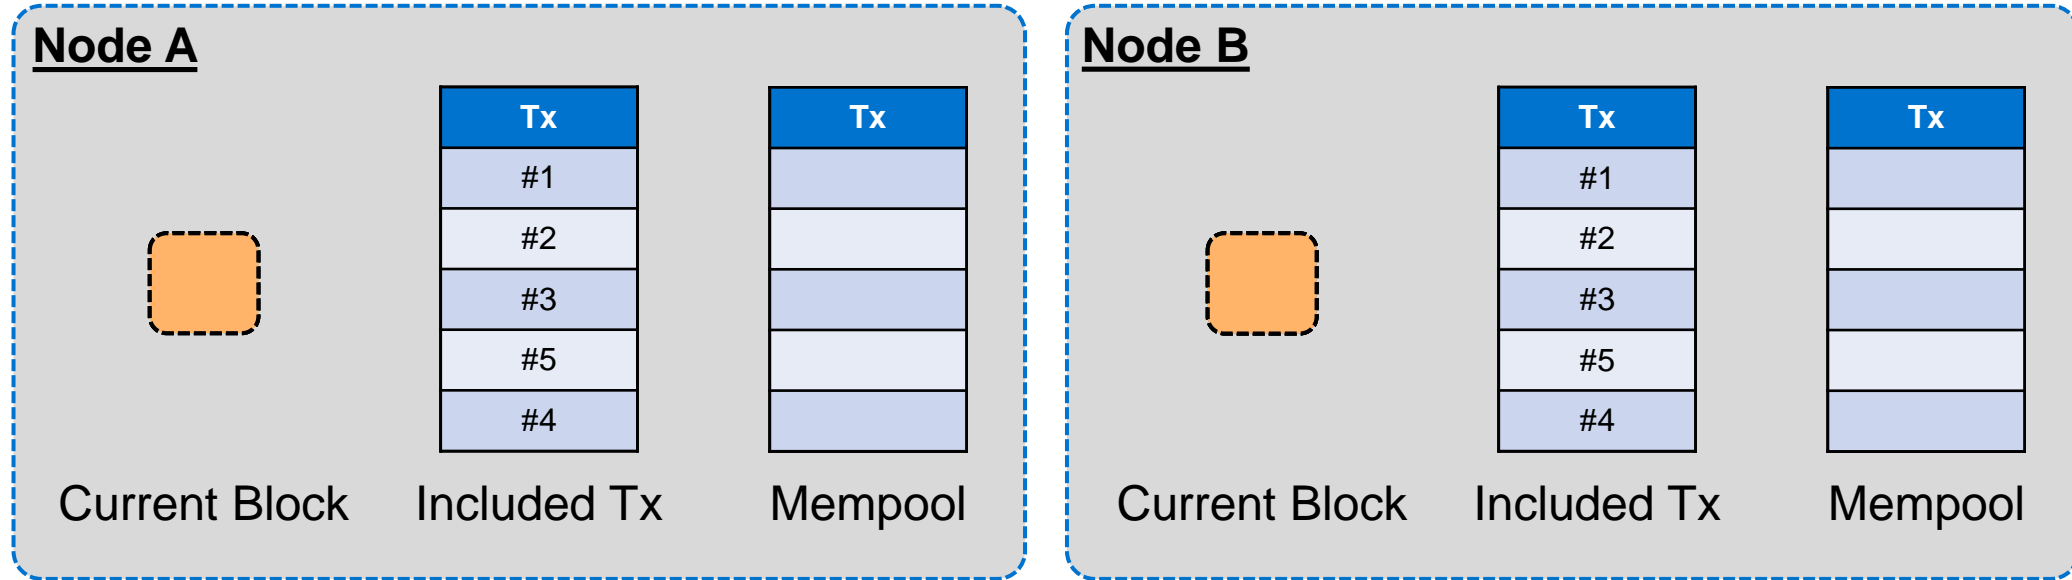 Node A
Tx
#1
#2
#3
#5
#4
Tx
Current Block
Included Tx
Mempool
Node B
Tx
#1
#2
#3
#5
#4
Tx
Current Block
Included Tx
Mempool